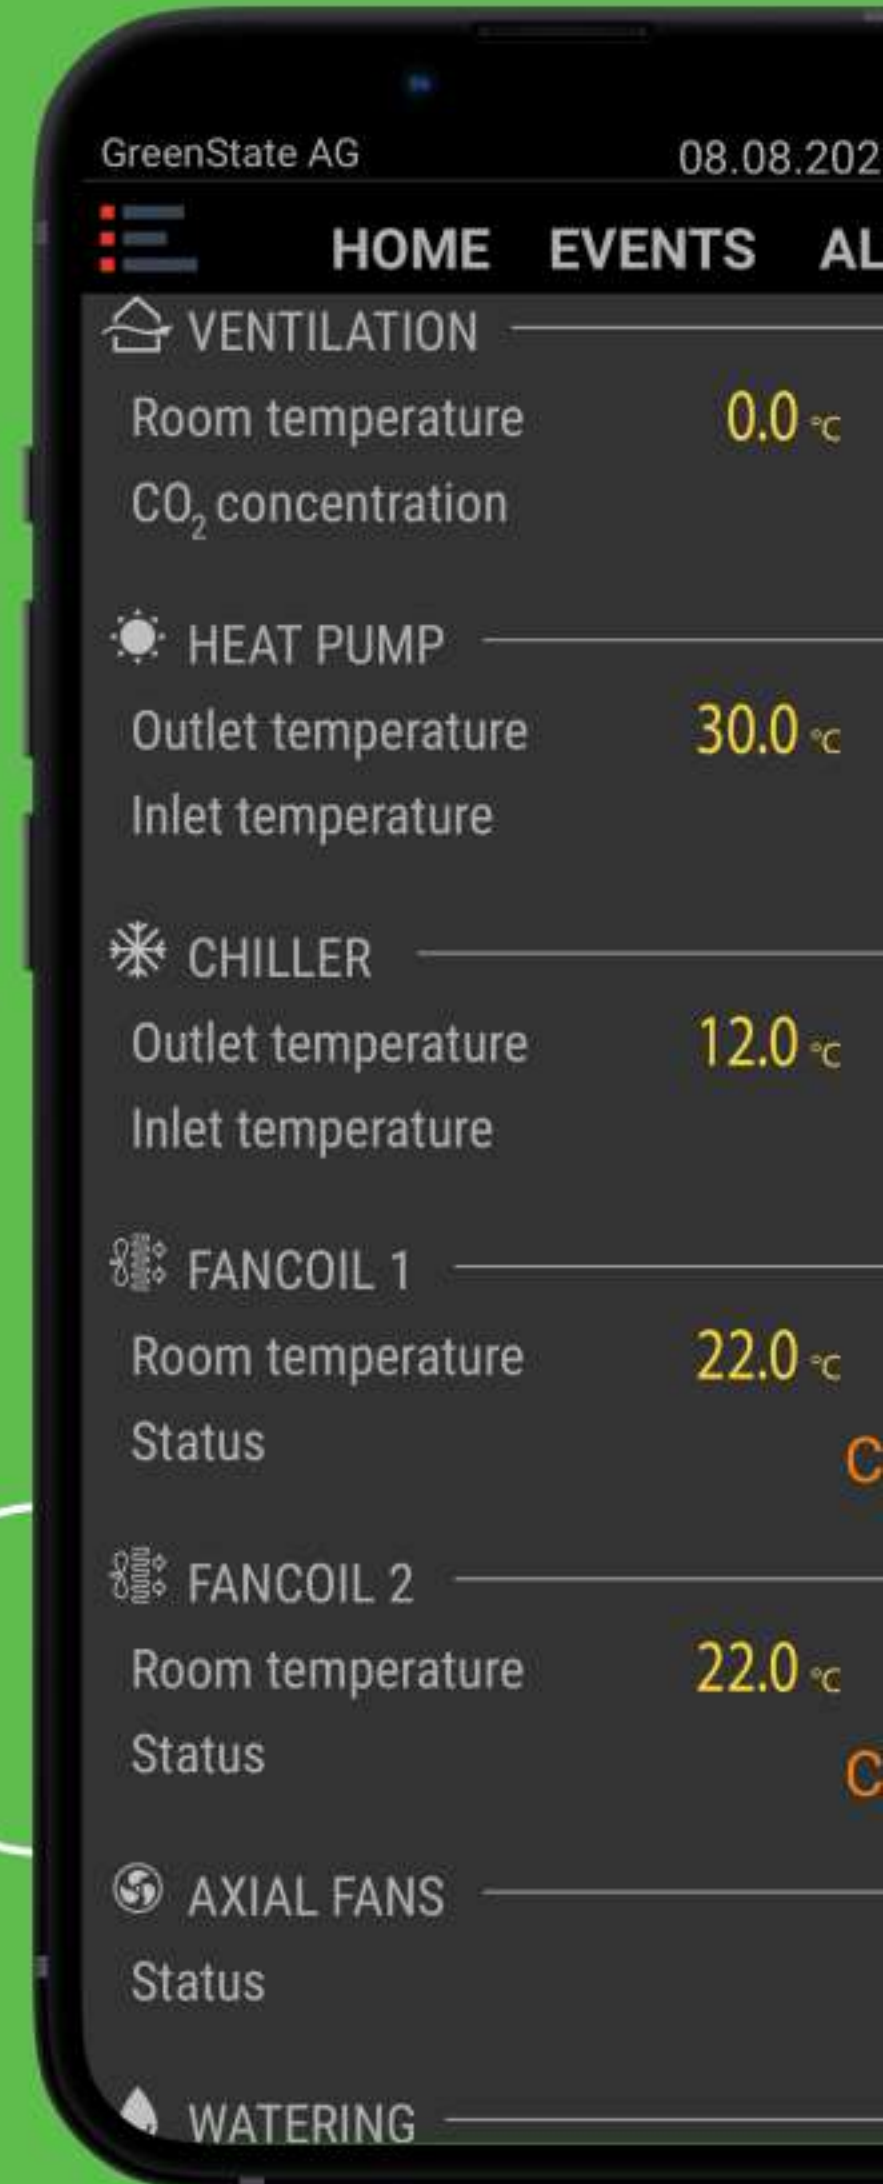 GreenState AG 08.08.202
HOME EVENTS AL
VENTILATION
Room temperature 0.0 °C
CO₂ concentration
HEAT PUMP
Outlet temperature 30.0 °C
Inlet temperature
CHILLER
Outlet temperature 12.0 °C
Inlet temperature
FANCOIL 1
Room temperature 22.0 °C
Status C
FANCOIL 2
Room temperature 22.0 °C
Status C
AXIAL FANS
Status
WATERING